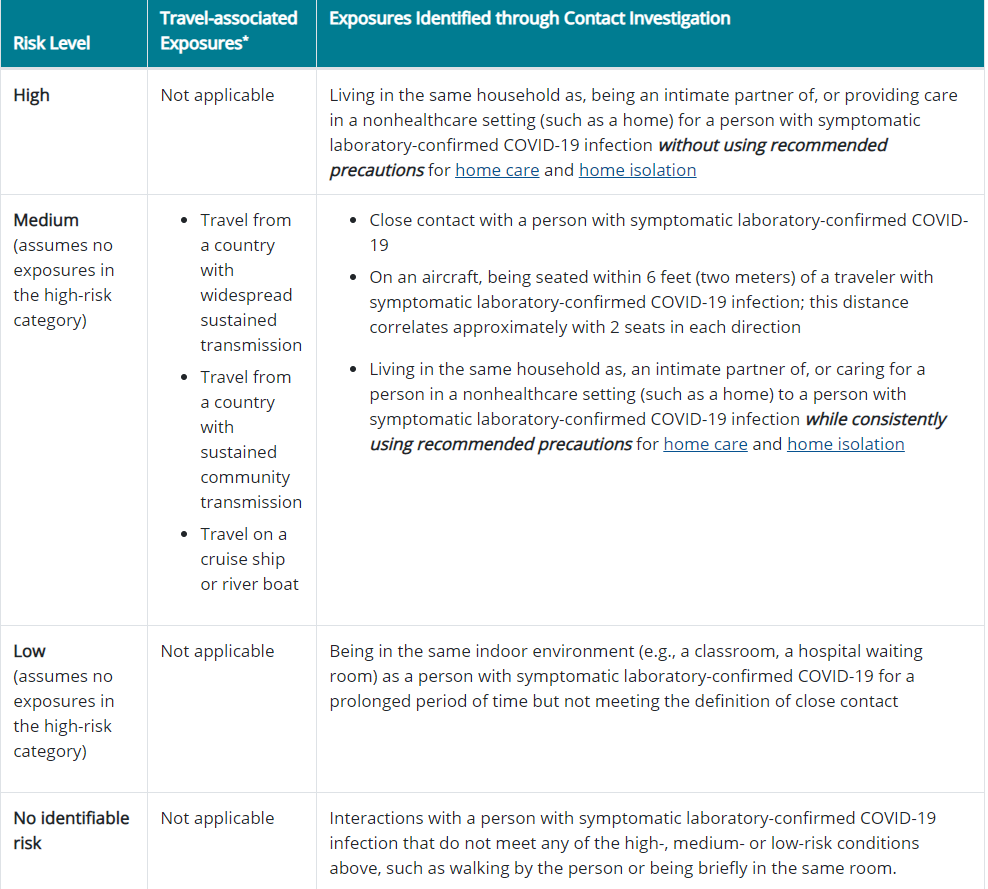 Risk Level
Travel-associated
Exposures*
Exposures Identified through Contact Investigation
High
Not applicable
Living in the same household as, being an intimate partner of, or providing care
in a nonhealthcare setting (such as a home) for a person with symptomatic
laboratory-confirmed COVID-19 infection without using recommended
precautions for home care and home isolation
Medium
(assumes no
exposures in
the high-risk
category)
• Travel from
a country
with
widespread
sustained
transmission
• Travel from
a country
with
sustained
community
transmission
• Travel on a
cruise ship
or river boat
• Close contact with a person with symptomatic laboratory-confirmed COVID-
19
• On an aircraft, being seated within 6 feet (two meters) of a traveler with
symptomatic laboratory-confirmed COVID-19 infection; this distance
correlates approximately with 2 seats in each direction
• Living in the same household as, an intimate partner of, or caring for a
person in a nonhealthcare setting (such as a home) to a person with
symptomatic laboratory-confirmed COVID-19 infection while consistently
using recommended precautions for home care and home isolation
Low
(assumes no
exposures in
the high-risk
category)
Not applicable
Being in the same indoor environment (e.g., a classroom, a hospital waiting
room) as a person with symptomatic laboratory-confirmed COVID-19 for a
prolonged period of time but not meeting the definition of close contact
No identifiable
risk
Not applicable
Interactions with a person with symptomatic laboratory-confirmed COVID-19
infection that do not meet any of the high-, medium- or low-risk conditions
above, such as walking by the person or being briefly in the same room.